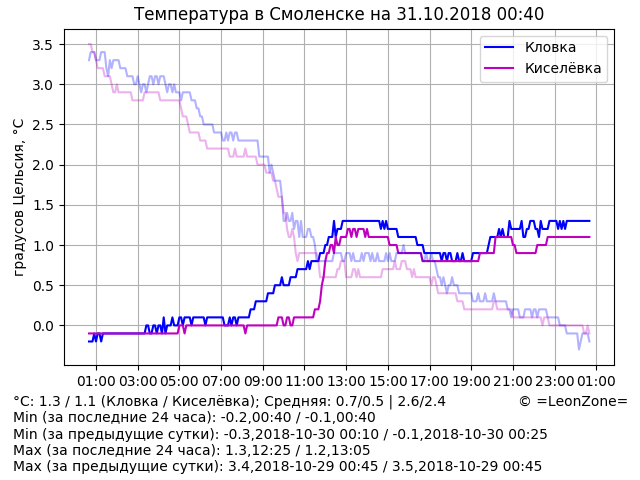 Температура в Смоленске на 31.10.2018 00:40
Кловка
Киселёвка
градусов Цельсия, °C
3.5
3.0
2.5
2.0
1.5
1.0
0.5
0.0
01:00 03:00 05:00 07:00 09:00 11:00 13:00 15:00 17:00 19:00 21:00 23:00 01:00
°C: 1.3 / 1.1 (Кловка / Киселёвка); Средняя: 0.7/0.5 | 2.6/2.4 © =LeonZone=
Min (за последние 24 часа): -0.2,00:40 / -0.1,00:40
Min (за предыдущие сутки): -0.3,2018-10-30 00:10 / -0.1,2018-10-30 00:25
Max (за последние 24 часа): 1.3,12:25 / 1.2,13:05
Max (за предыдущие сутки): 3.4,2018-10-29 00:45 / 3.5,2018-10-29 00:45